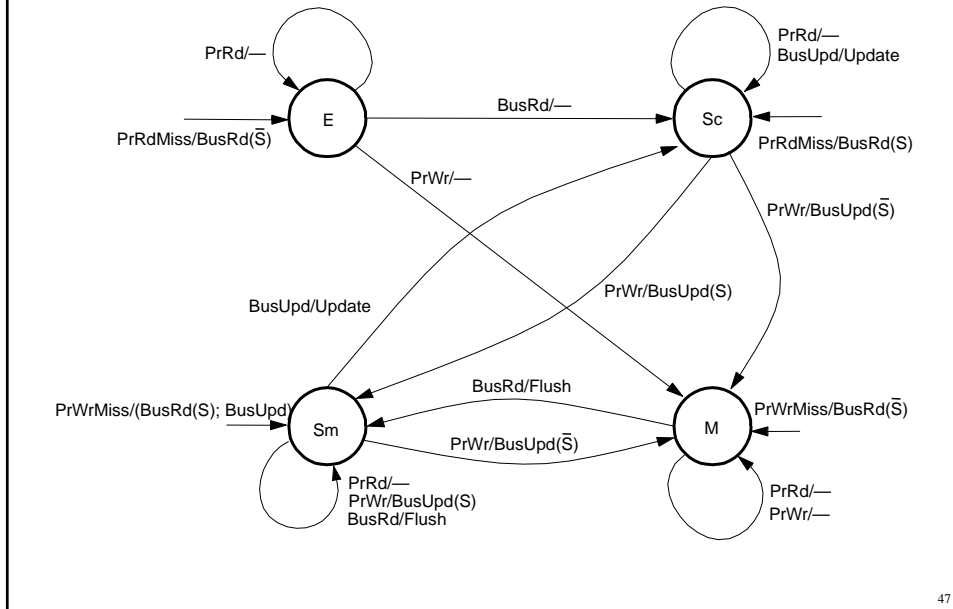 PrRd/—
BusUpd/Update
PrRd/—
BusRd/—
E
Sc
PrRdMiss/BusRd(S̄)
PrRdMiss/BusRd(S)
PrWr/—
PrWr/BusUpd(S̄)
PrWr/BusUpd(S)
BusUpd/Update
BusRd/Flush
PrWrMiss/(BusRd(S); BusUpd)
PrWrMiss/BusRd(S̄)
Sm
M
PrWr/BusUpd(S̄)
PrRd/—
PrWr/BusUpd(S)
BusRd/Flush
PrRd/—
PrWr/—
47